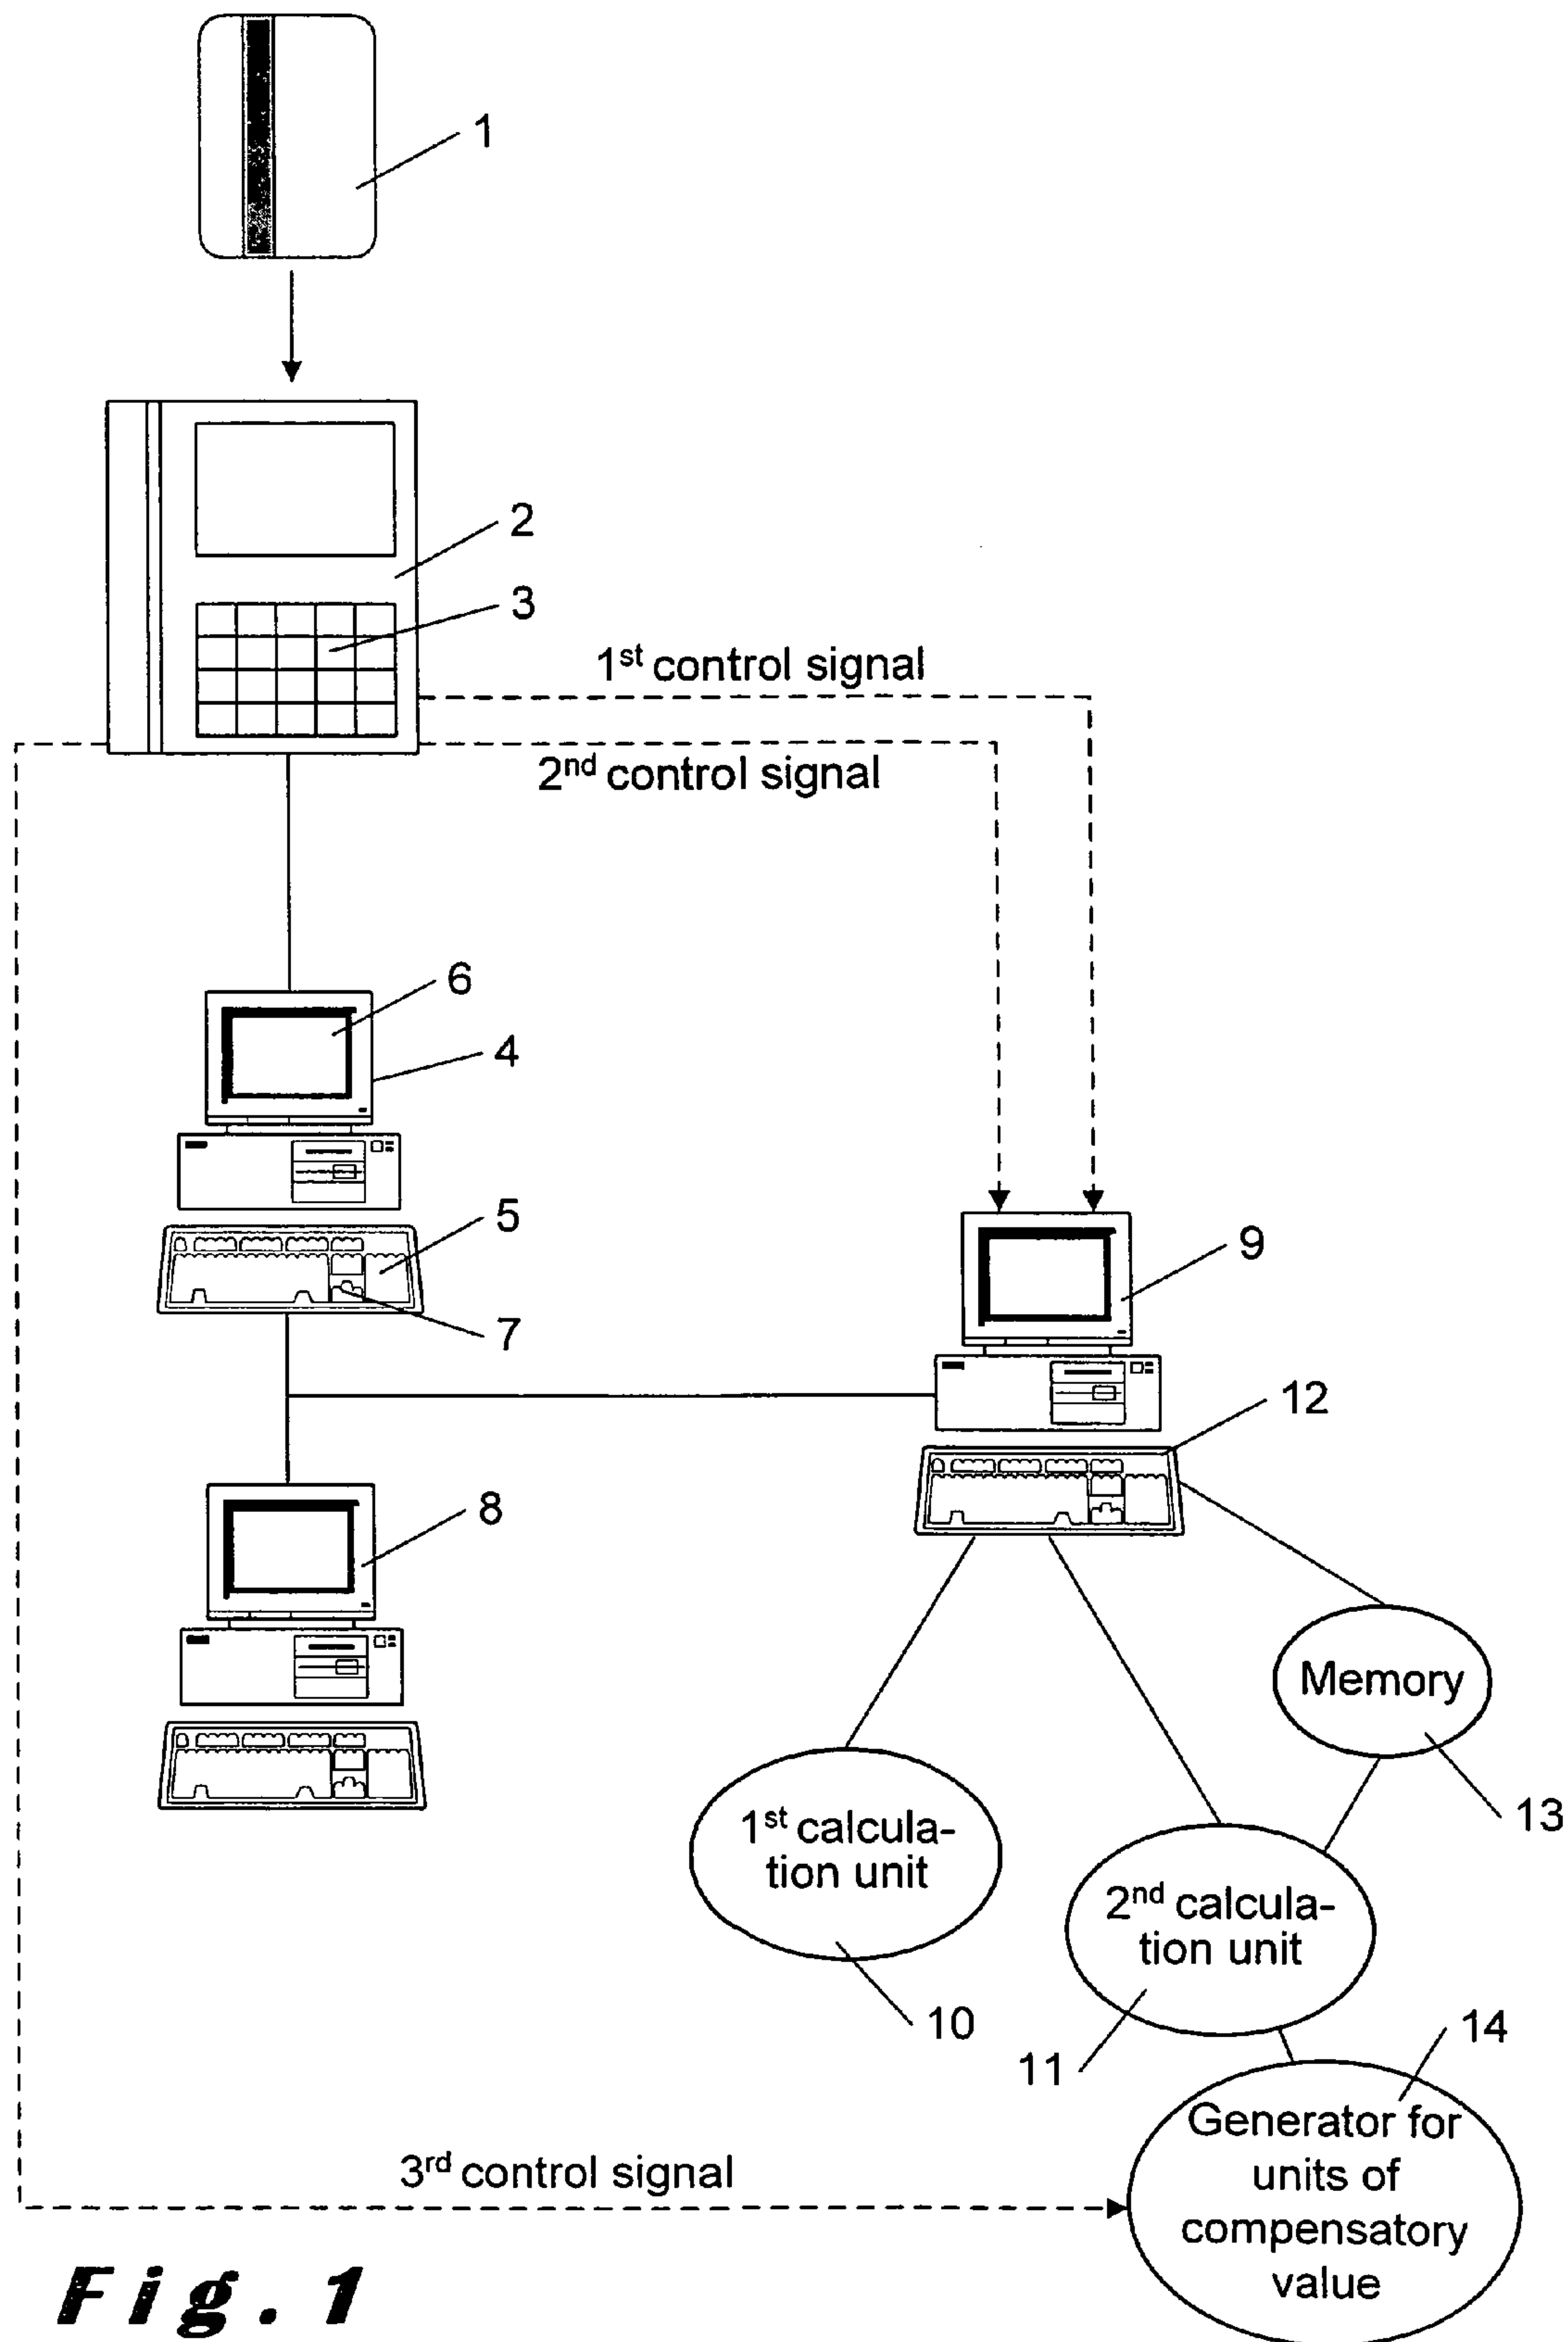 1
2
3
1st control signal
2nd control signal
6
4
5
7
9
12
8
Memory
13
1st calcula-
tion unit
10
2nd calcula-
tion unit
11
14
Generator for
units of
compensatory
value
3rd control signal
Fig. 1